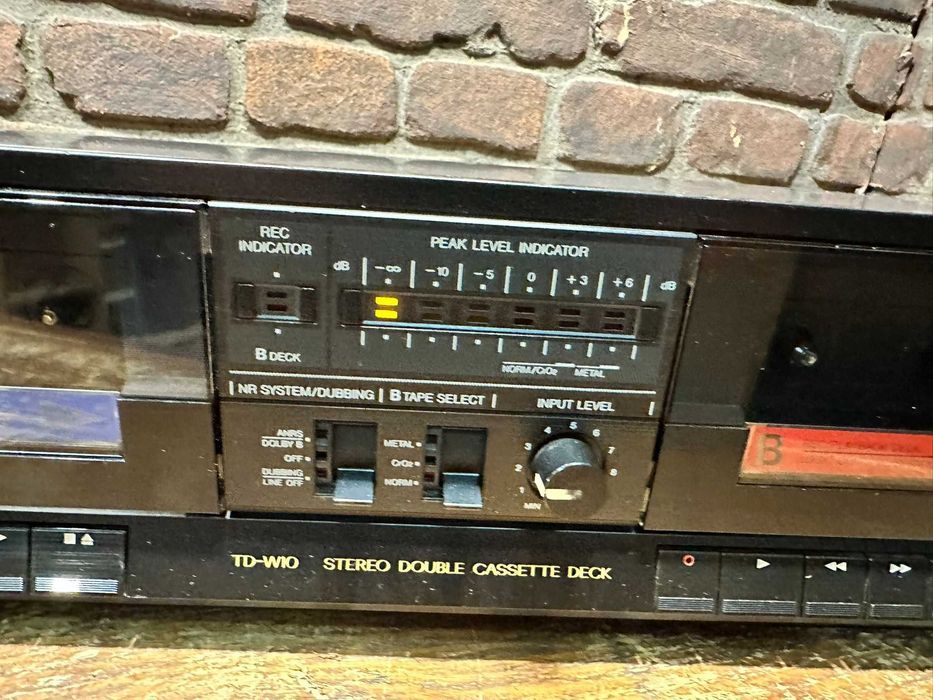 REC
INDICATOR
PEAK LEVEL INDICATOR
dB -∞ -10 -5 0 +3 +6 dB
B DECK
NORM/CrO₂ METAL
NR SYSTEM/DUBBING
B TAPE SELECT
INPUT LEVEL
ANRS
DOLBY B
OFF
DUBBING
LINE OFF
METAL
CrO₂
NORM
MIN 1 2 3 4 5 6 7 8
B
TD-W10 STEREO DOUBLE CASSETTE DECK